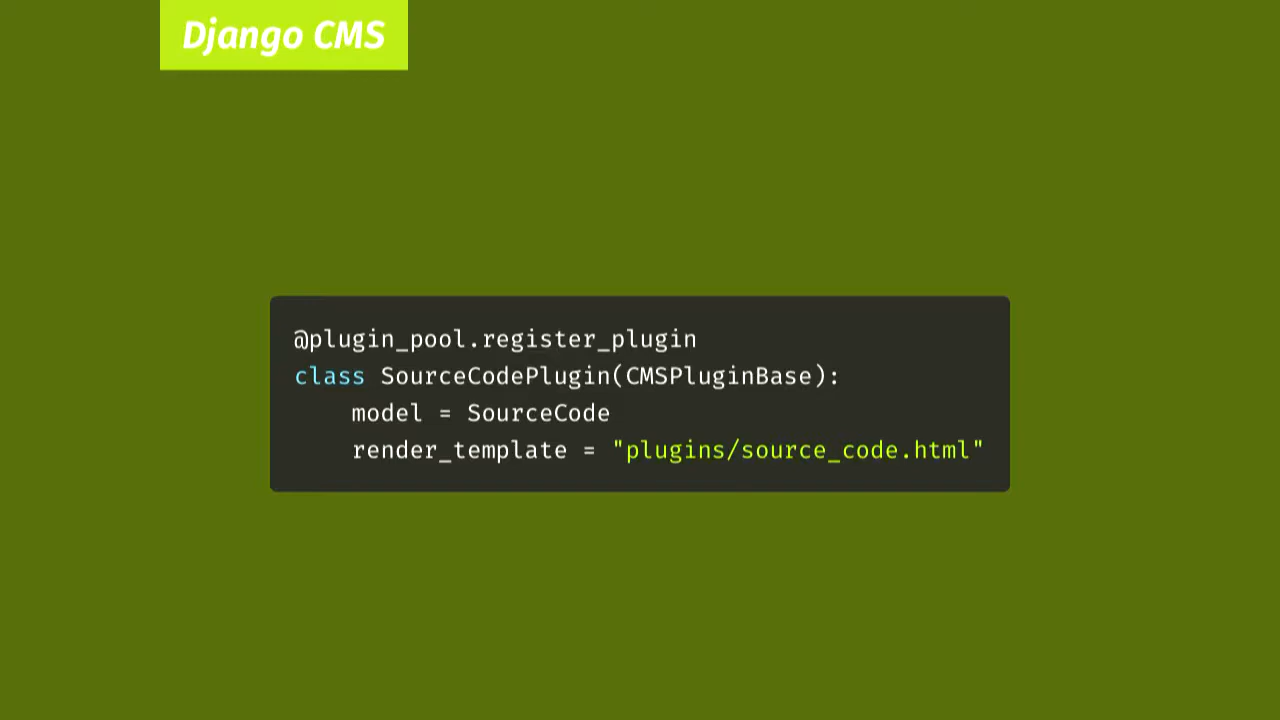 Django CMS
@plugin_pool.register_plugin
class SourceCodePlugin(CMSPluginBase):
    model = SourceCode
    render_template = "plugins/source_code.html"